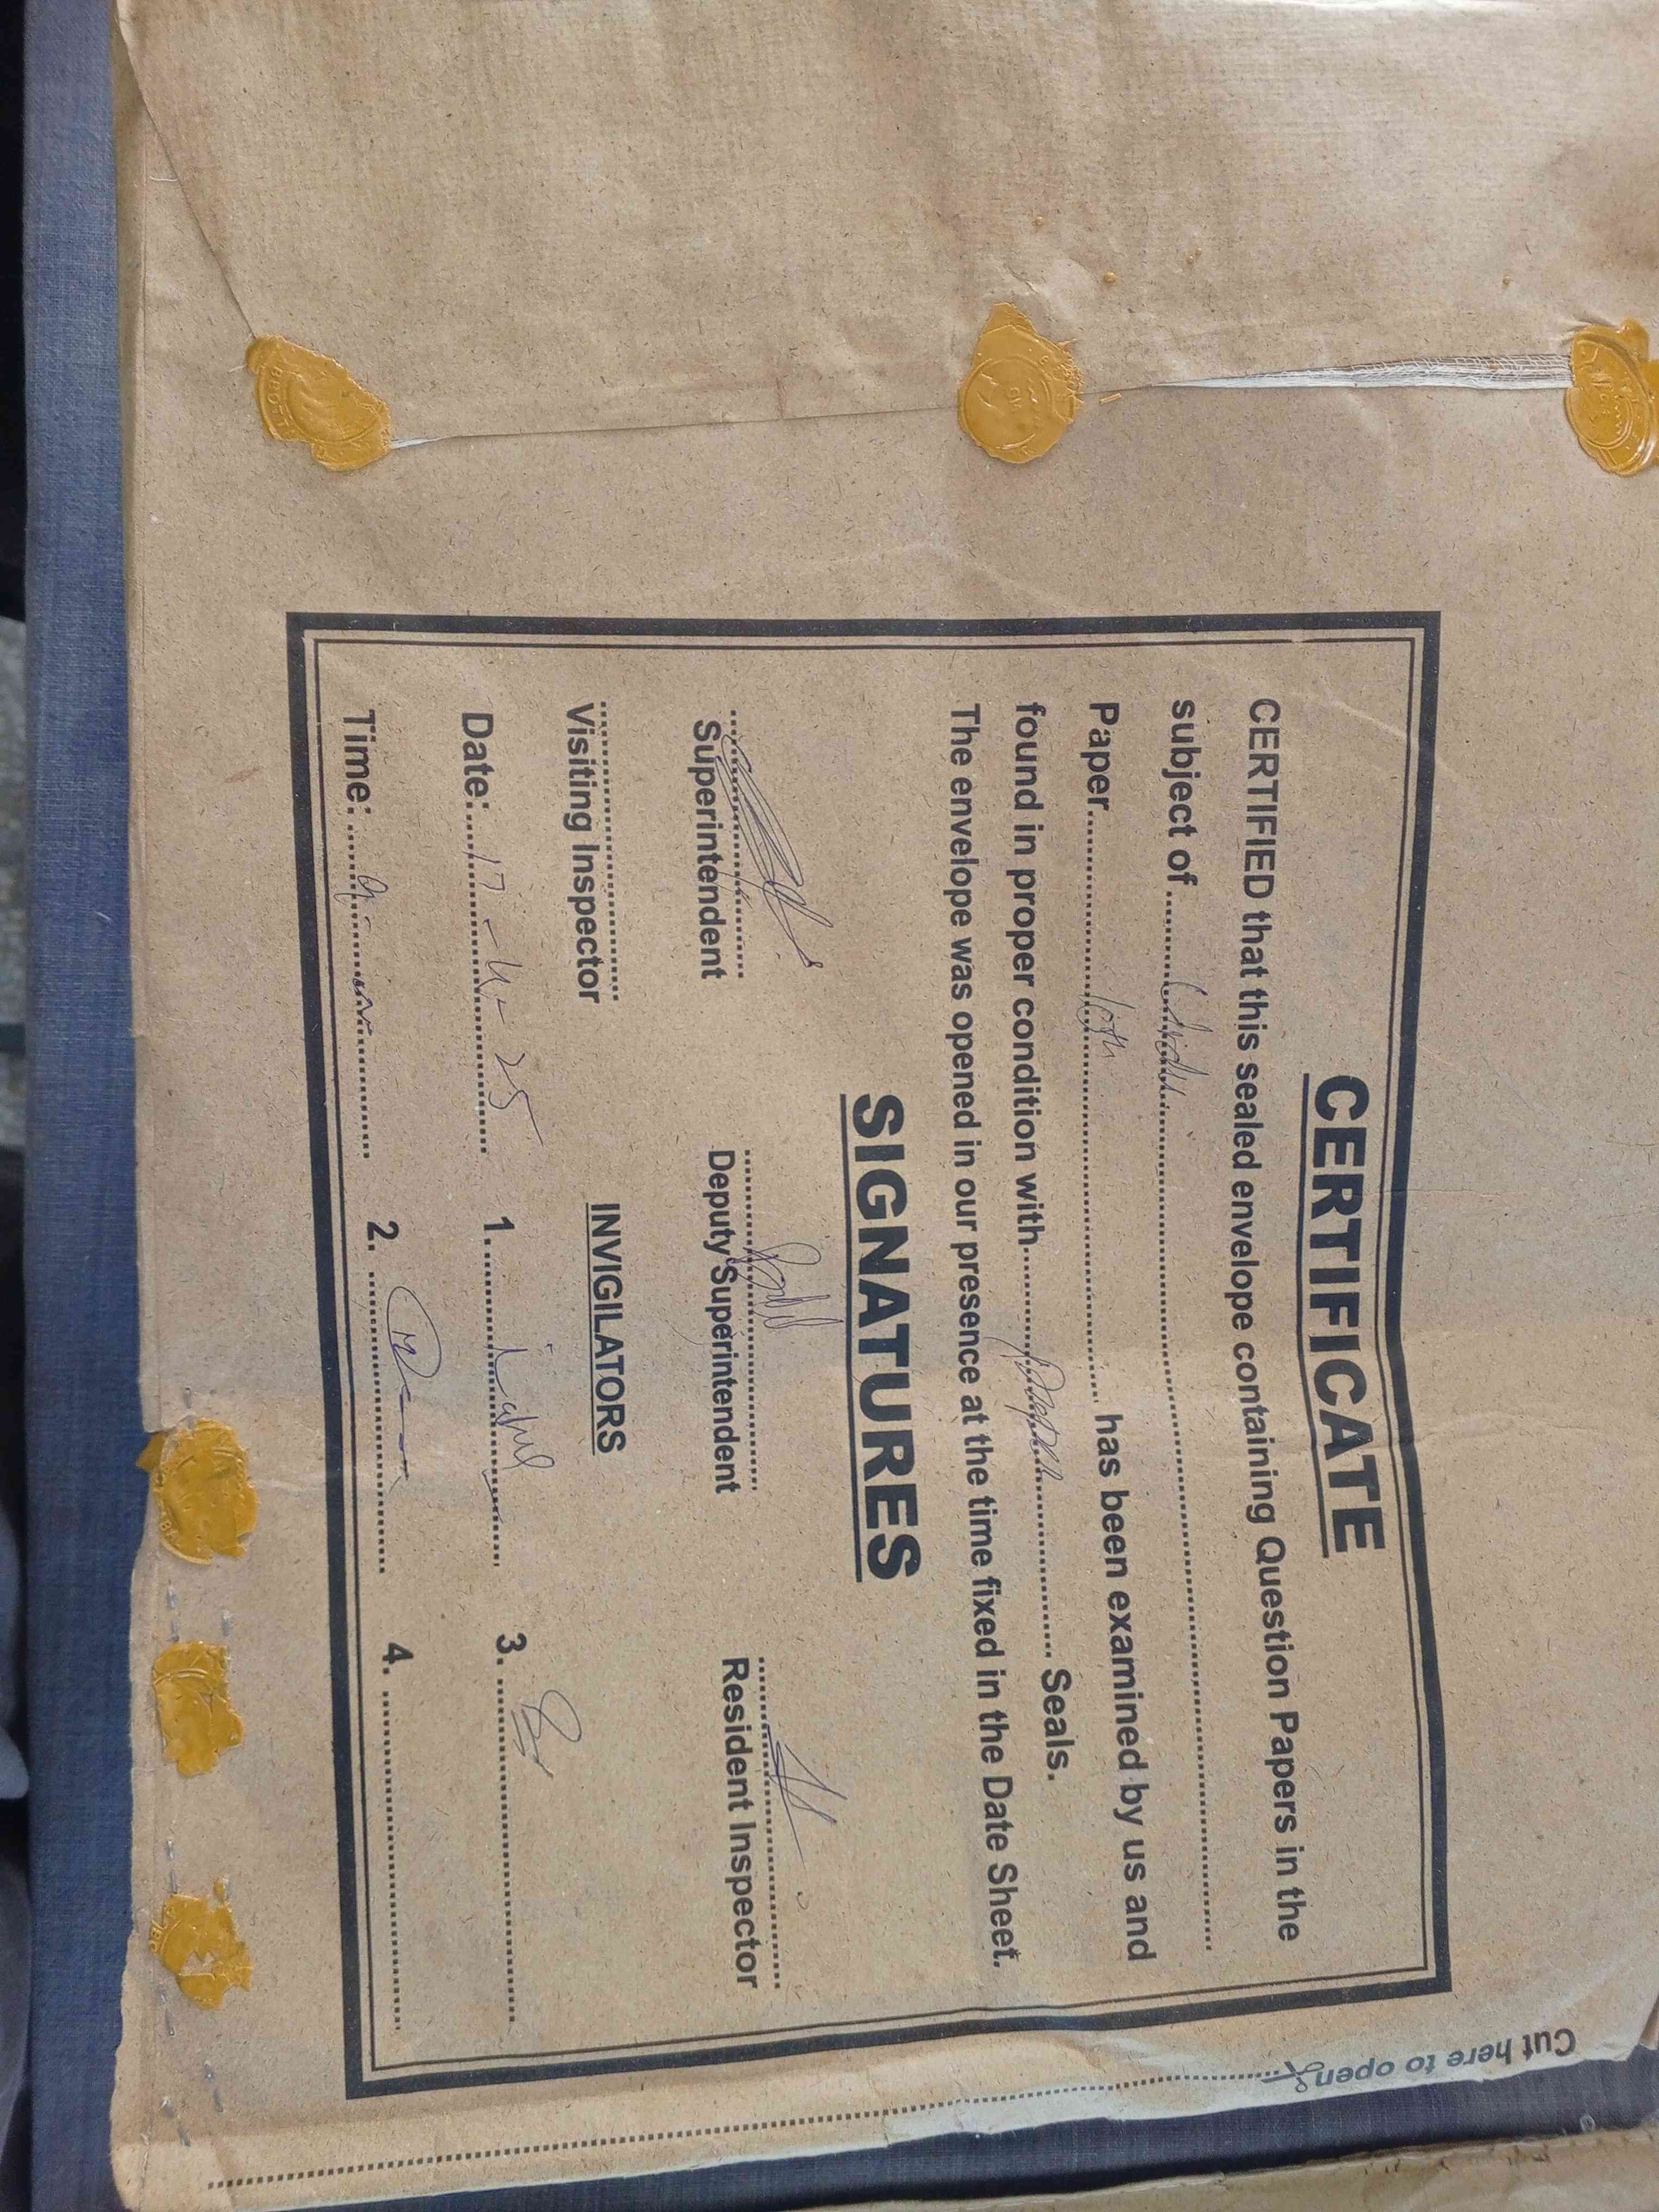 CERTIFICATE
CERTIFIED that this sealed envelope containing Question Papers in the
subject of
Paper 10th has been examined by us and
found in proper condition with Proper Seals.
The envelope was opened in our presence at the time fixed in the Date Sheet.
SIGNATURES
Superintendent Deputy Superintendent Resident Inspector
Visiting Inspector INVIGILATORS
Date: 17-4-25 1. 3.
Time: 2. 4.
Cut here to open